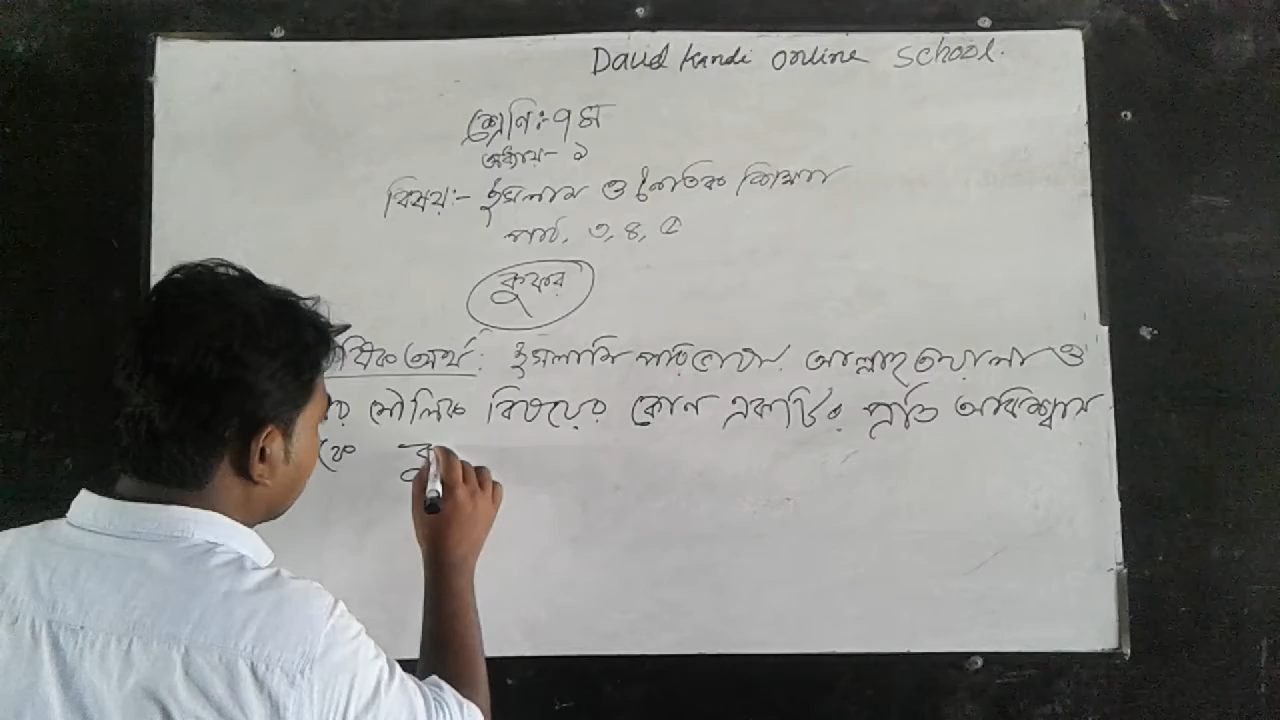 David Kandi online School.
শ্রেণিঃ-৭ম
অধ্যায়- ১
বিষয়ঃ- ইসলাম ও নৈতিক শিক্ষা
পাঠ, ৩,৪,৫
কুফর
অর্থ: ইসলামি পরিভাষা. আল্লাহ তায়ালা ও
মৌলিক বিষয়ের কোন একটির প্রতি অবিশ্বাস
কু